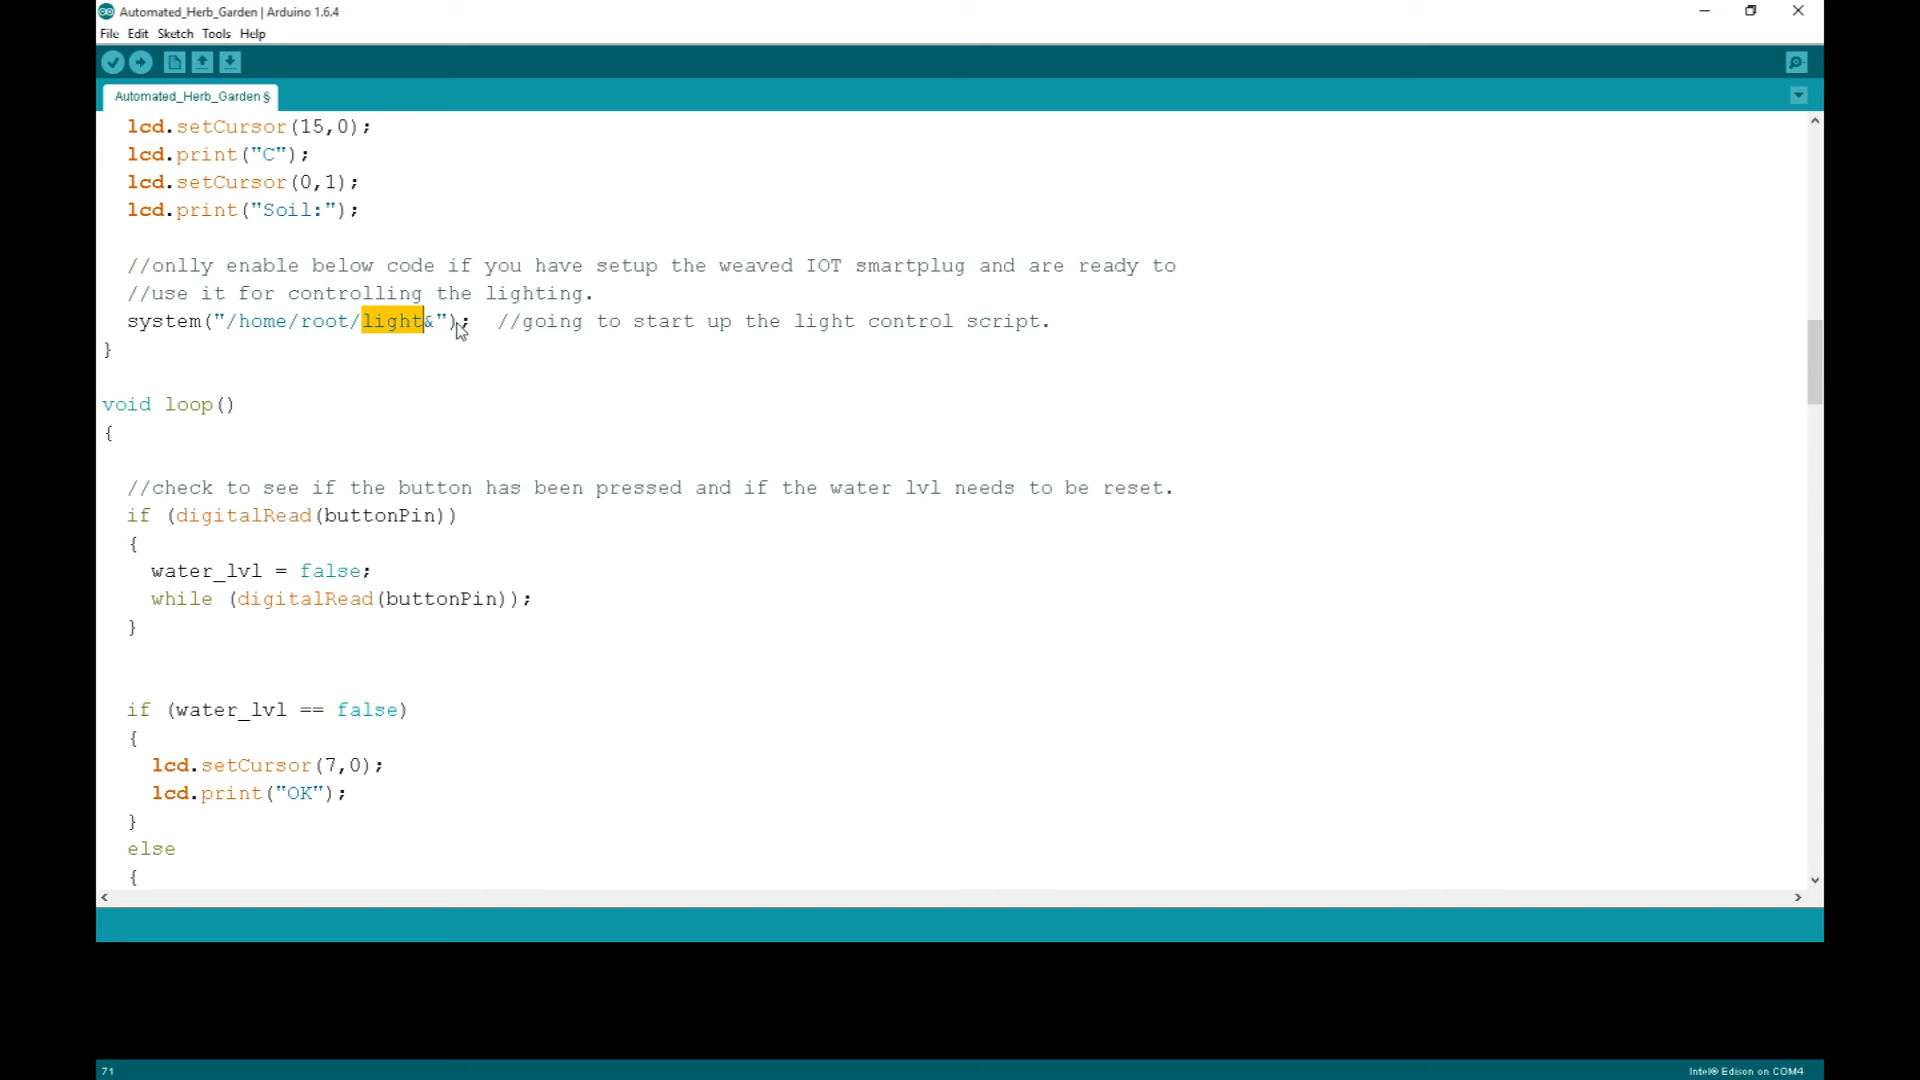 Automated_Herb_Garden | Arduino 1.6.4
File Edit Sketch Tools Help
Automated_Herb_Garden §
lcd.setCursor(15,0);
lcd.print("C");
lcd.setCursor(0,1);
lcd.print("Soil:");
//onlly enable below code if you have setup the weaved IOT smartplug and are ready to
//use it for controlling the lighting.
system("/home/root/light&"); //going to start up the light control script.
}
void loop()
{
//check to see if the button has been pressed and if the water lvl needs to be reset.
if (digitalRead(buttonPin))
{
water_lvl = false;
while (digitalRead(buttonPin));
}
if (water_lvl == false)
{
lcd.setCursor(7,0);
lcd.print("OK");
}
else
{
71
Intel® Edison on COM4